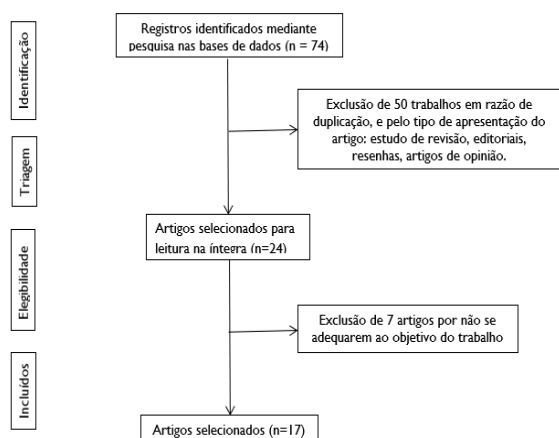 Identificação
Registros identificados mediante
pesquisa nas bases de dados (n = 74)
Triagem
Exclusão de 50 trabalhos em razão de
duplicação, e pelo tipo de apresentação do
artigo: estudo de revisão, editoriais,
resenhas, artigos de opinião.
Elegibilidade
Artigos selecionados para
leitura na íntegra (n=24)
Exclusão de 7 artigos por não se
adequarem ao objetivo do trabalho
Incluídos
Artigos selecionados (n=17)